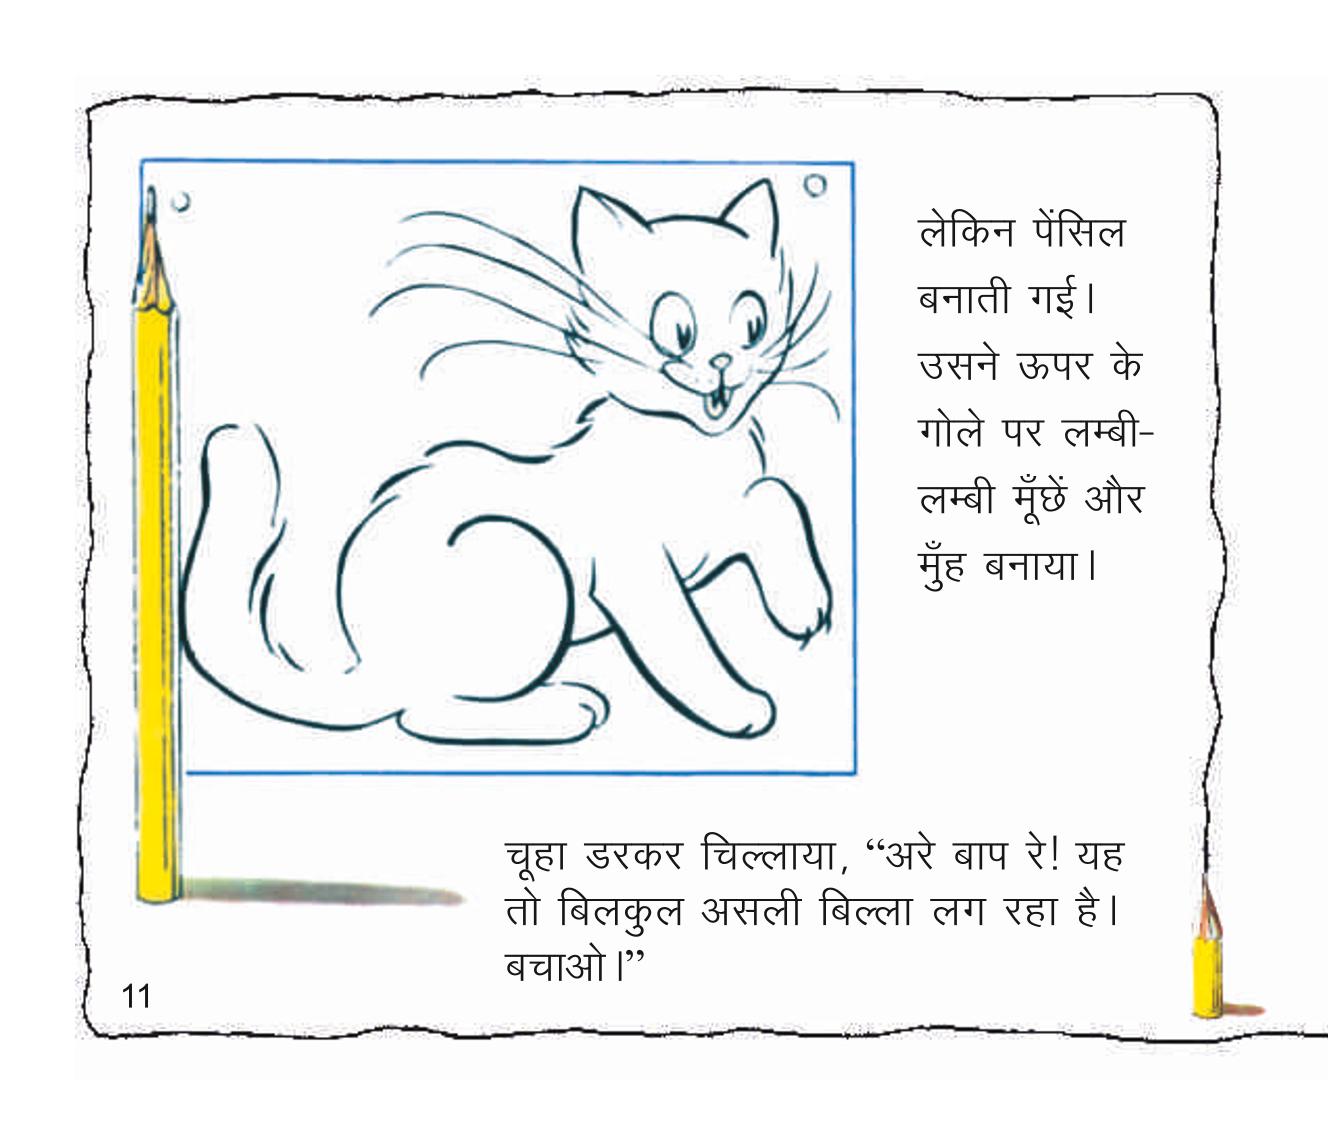 लेकिन पेंसिल
बनाती गई।
उसने ऊपर के
गोले पर लम्बी-
लम्बी मूँछें और
मुँह बनाया।
चूहा डरकर चिल्लाया, “अरे बाप रे! यह
तो बिलकुल असली बिल्ला लग रहा है।
बचाओ।”
11